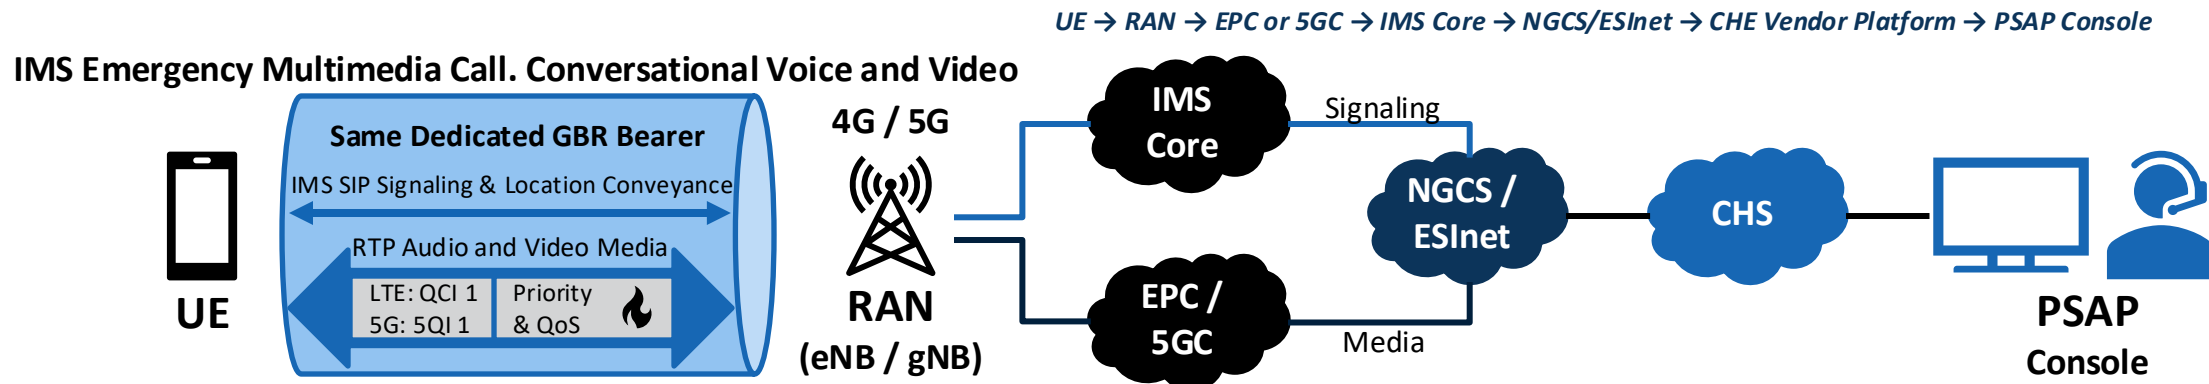 UE → RAN → EPC or 5GC → IMS Core → NGCS/ESInet → CHE Vendor Platform → PSAP Console
IMS Emergency Multimedia Call. Conversational Voice and Video
Same Dedicated GBR Bearer
IMS SIP Signaling & Location Conveyance
RTP Audio and Video Media
LTE: QCI 1
5G: 5QI 1
Priority
& QoS
UE
4G / 5G
RAN
(eNB / gNB)
IMS
Core
Signaling
EPC /
5GC
Media
NGCS /
ESInet
CHS
PSAP
Console